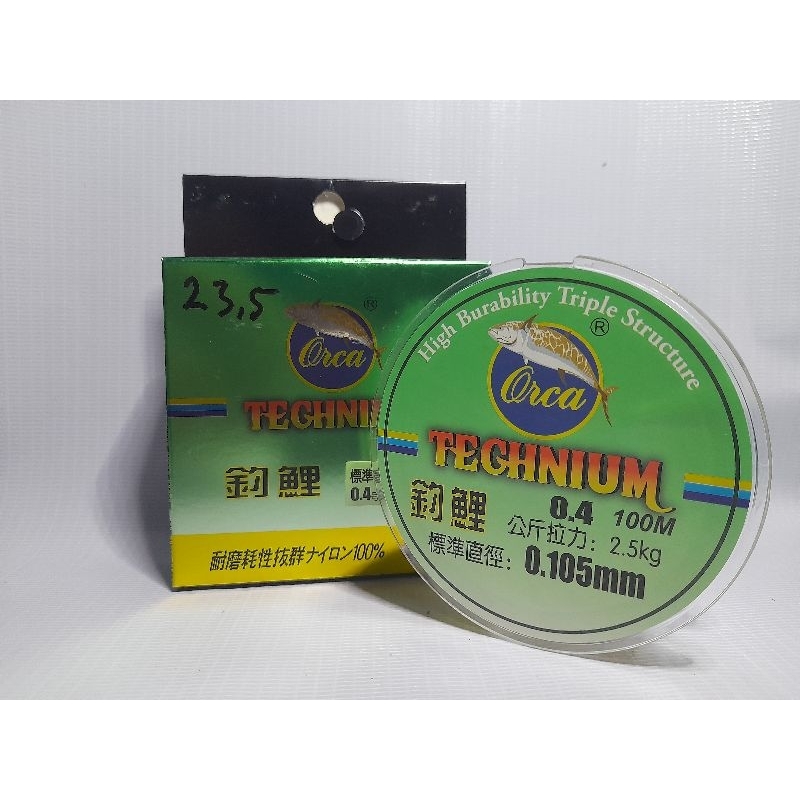 23,5
®
Orca
TECHNIUM
釣鯉
標準
0.4
耐磨耗性抜群ナイロン100%
High Burability Triple Structure
®
Orca
TECHNIUM
釣鯉
0.4 100M
公斤拉力: 2.5kg
標準直徑: 0.105mm